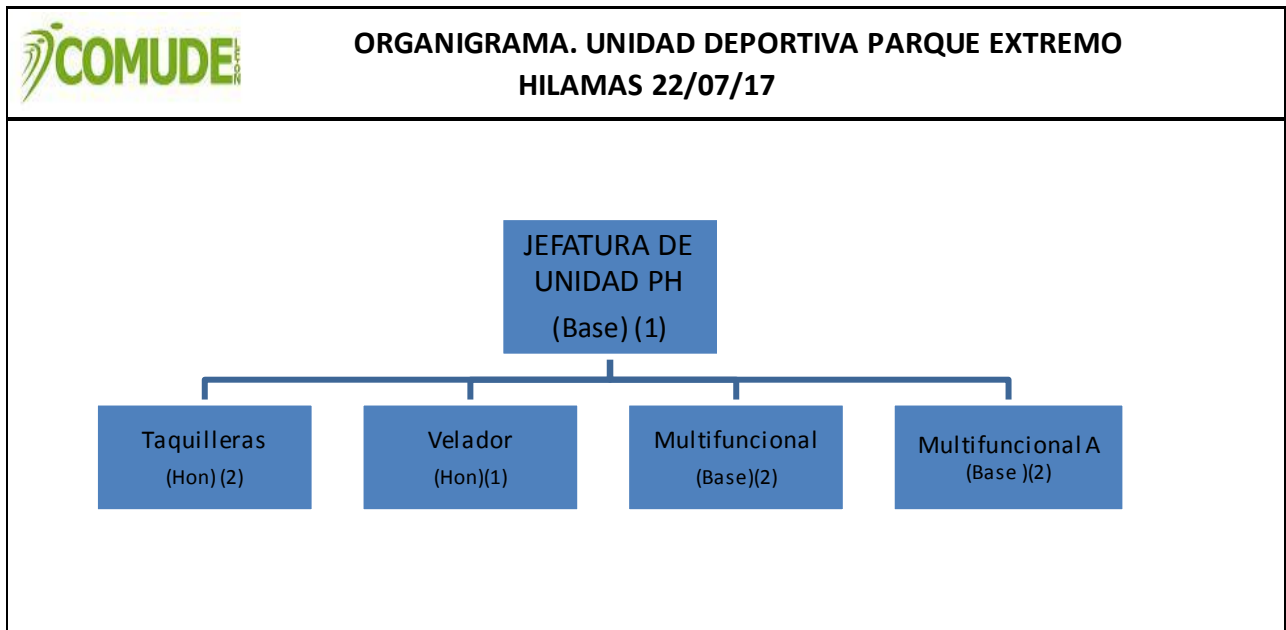 COMUDE
LEÓN
ORGANIGRAMA. UNIDAD DEPORTIVA PARQUE EXTREMO
HILAMAS 22/07/17
JEFATURA DE
UNIDAD PH
(Base) (1)
Taquilleras
(Hon) (2)
Velador
(Hon)(1)
Multifuncional
(Base)(2)
Multifuncional A
(Base )(2)